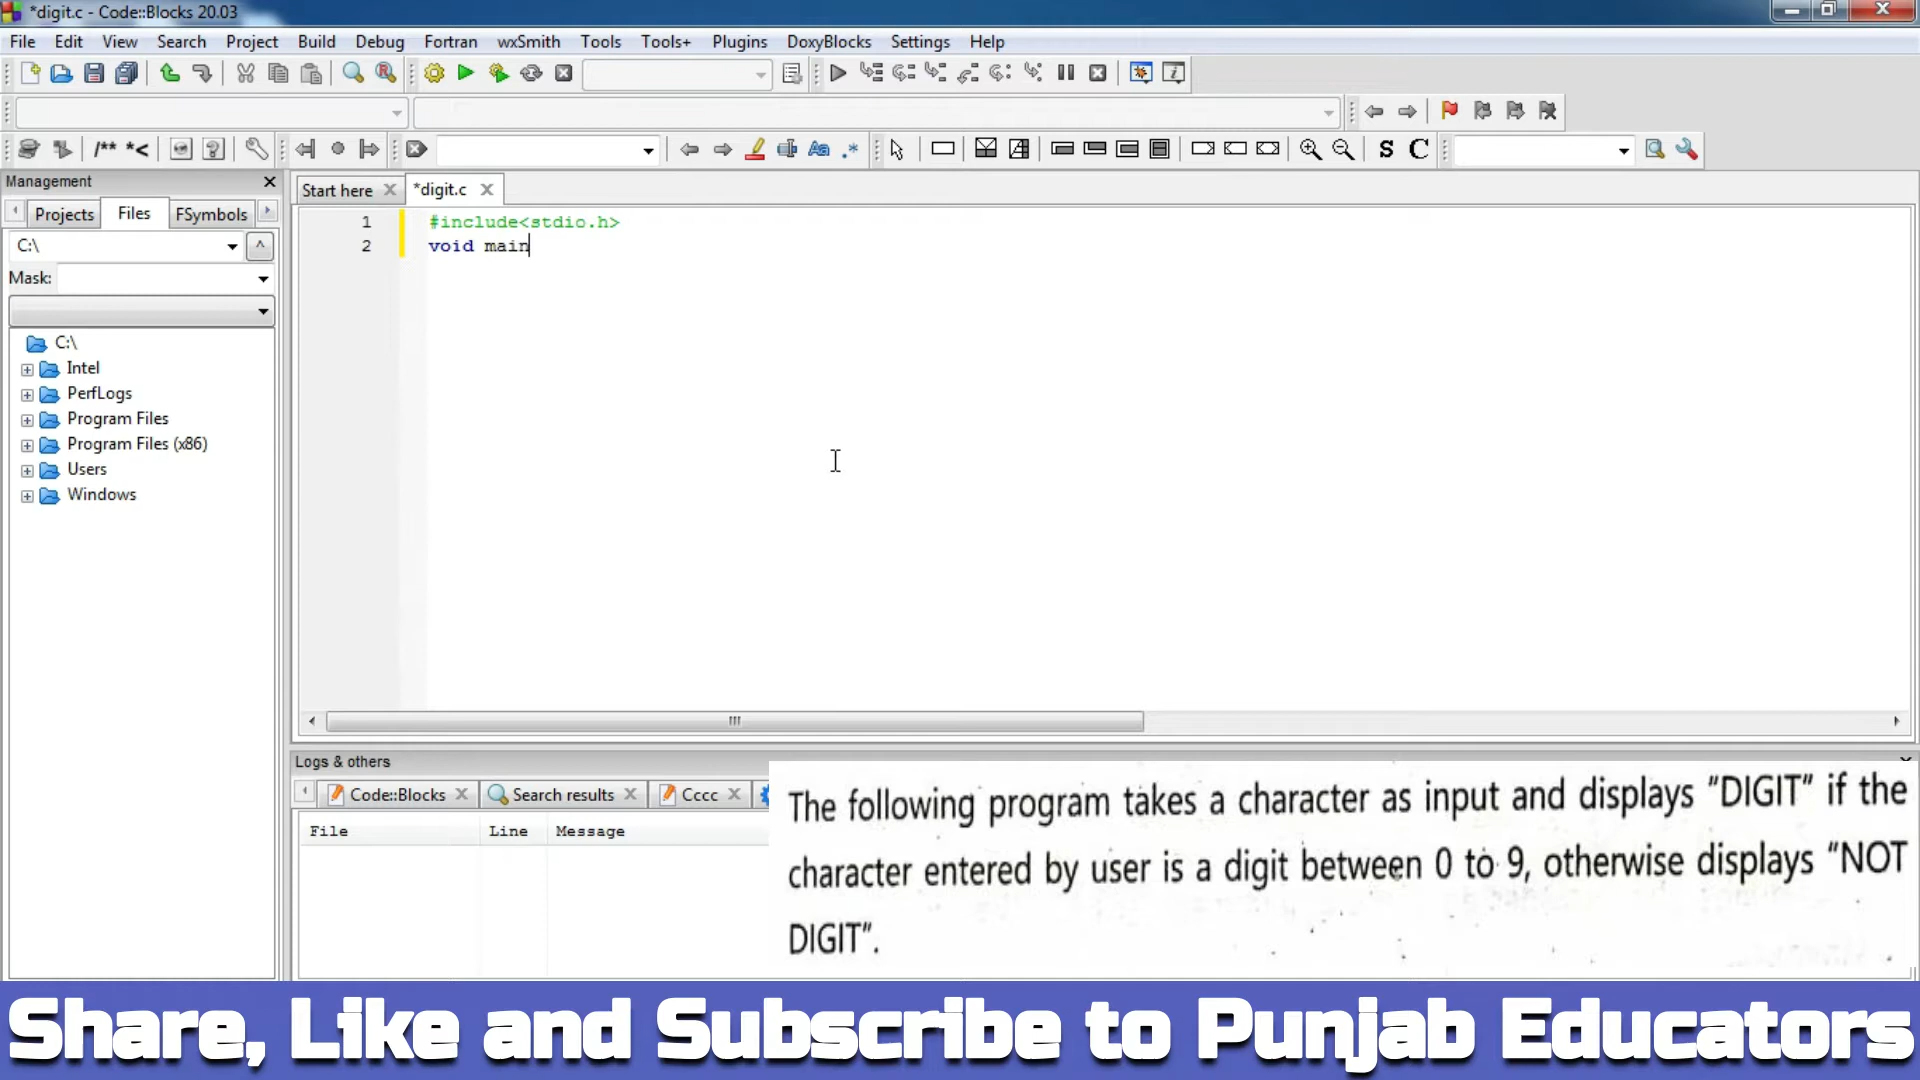 *digit.c - Code::Blocks 20.03
File Edit View Search Project Build Debug Fortran wxSmith Tools Tools+ Plugins DoxyBlocks Settings Help
/** *<
Aa .*
S C
Management
Start here *digit.c
Projects Files FSymbols
C:\
Mask:
C:\
Intel
PerfLogs
Program Files
Program Files (x86)
Users
Windows
1 #include<stdio.h>
2 void main
Logs & others
Code::Blocks Search results Cccc
File Line Message
The following program takes a character as input and displays “DIGIT” if the
character entered by user is a digit between 0 to 9, otherwise displays “NOT
DIGIT”.
Share, Like and Subscribe to Punjab Educators